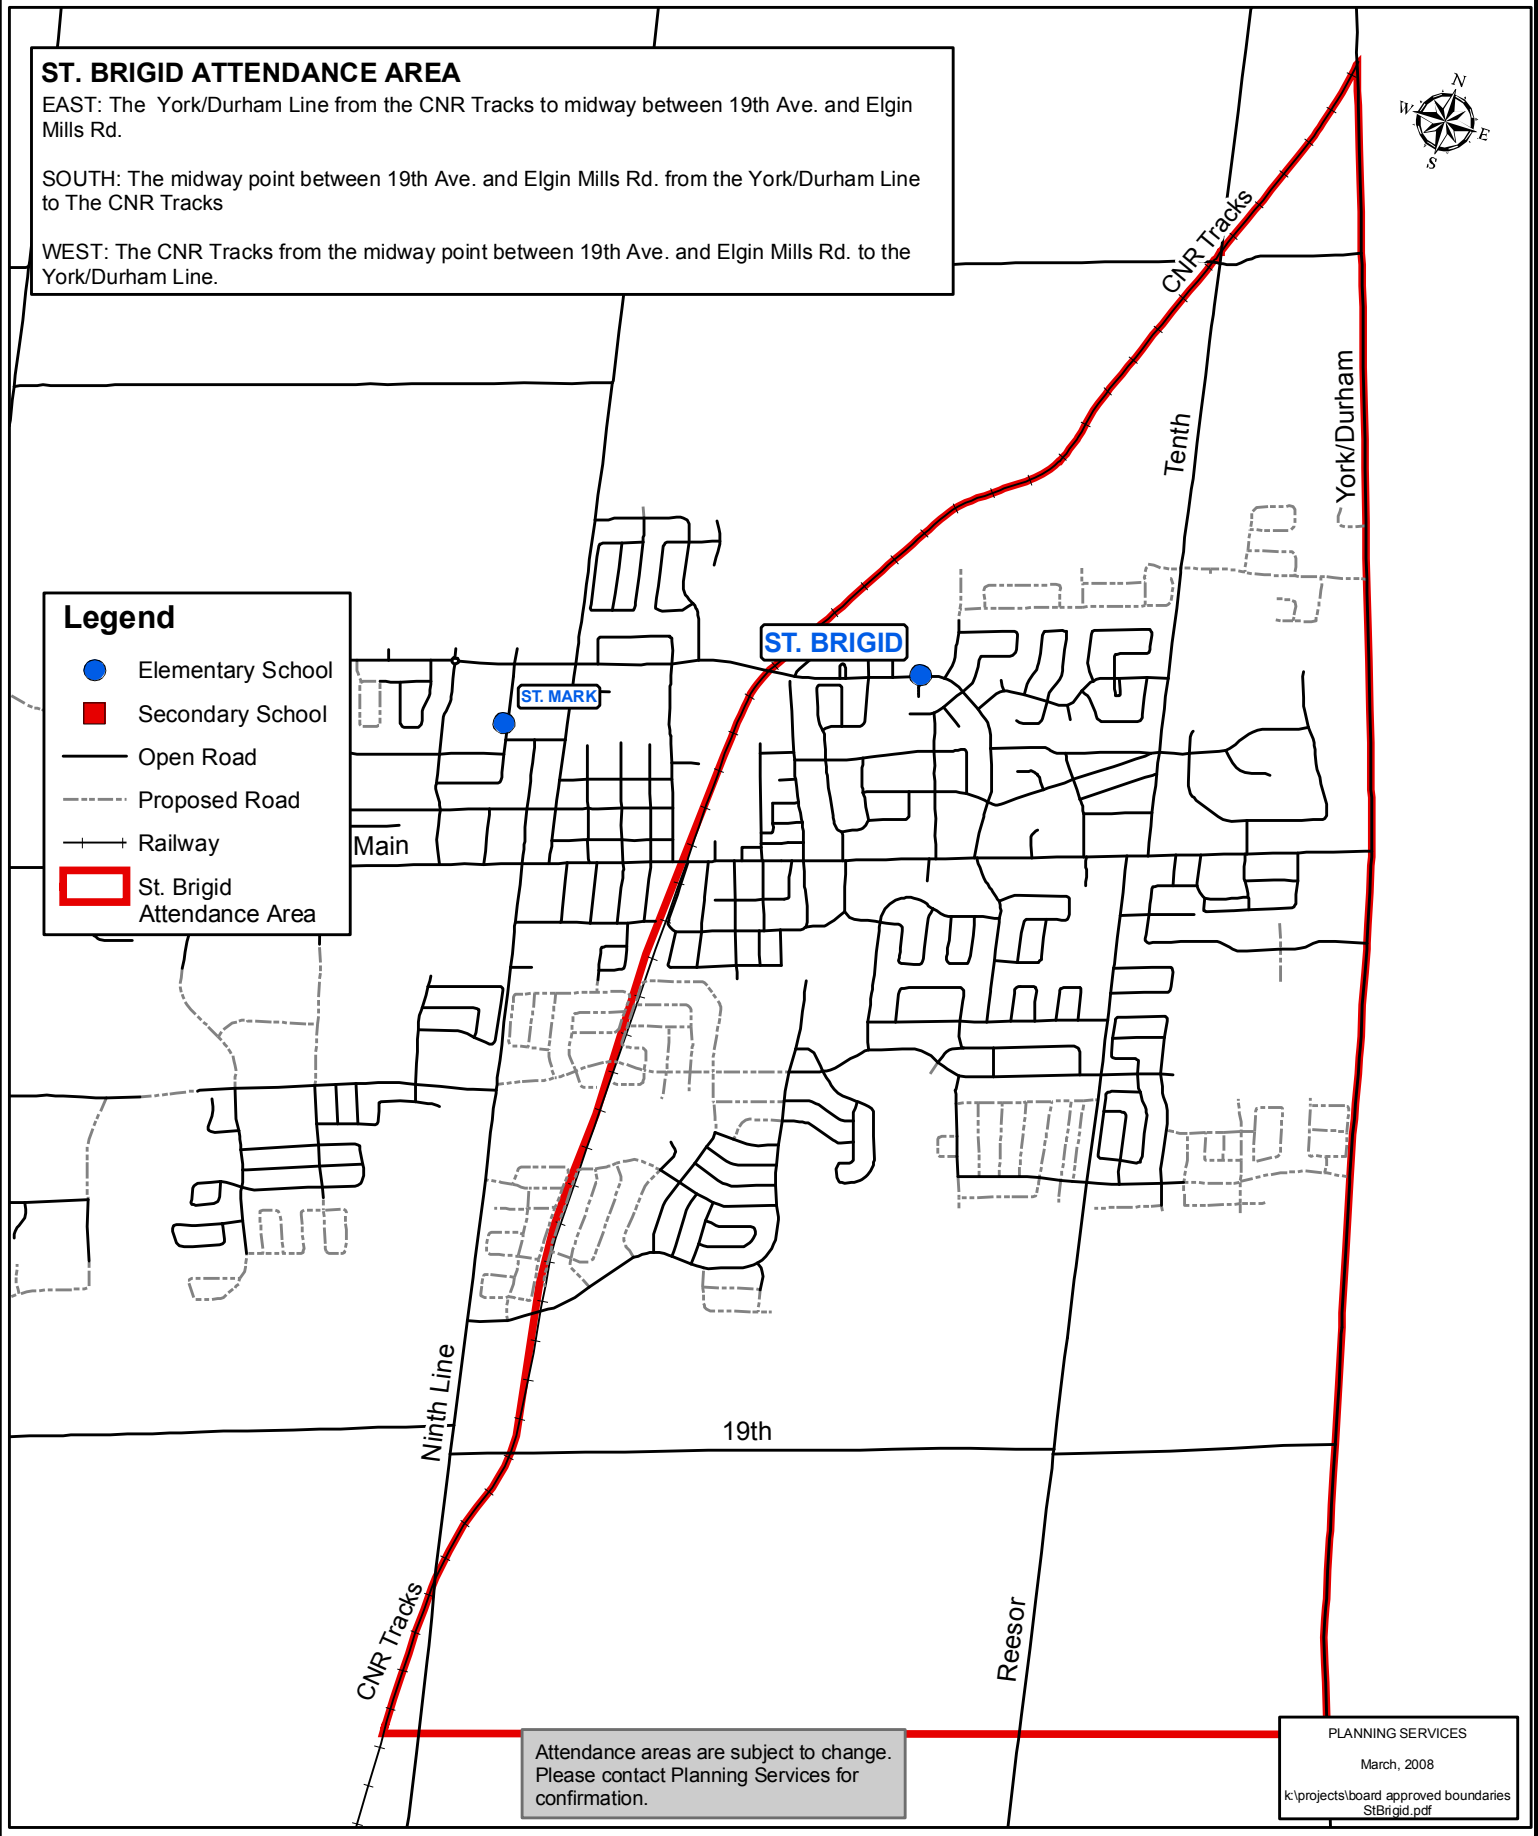 ST. BRIGID ATTENDANCE AREA
EAST: The York/Durham Line from the CNR Tracks to midway between 19th Ave. and Elgin
Mills Rd.
SOUTH: The midway point between 19th Ave. and Elgin Mills Rd. from the York/Durham Line
to The CNR Tracks
WEST: The CNR Tracks from the midway point between 19th Ave. and Elgin Mills Rd. to the
York/Durham Line.
N
W
E
S
CNR Tracks
Tenth
York/Durham
Legend
Elementary School
Secondary School
Open Road
Proposed Road
Railway
St. Brigid
Attendance Area
ST. BRIGID
ST. MARK
Main
Ninth Line
19th
CNR Tracks
Reesor
Attendance areas are subject to change.
Please contact Planning Services for
confirmation.
PLANNING SERVICES
March, 2008
k:\projects\board approved boundaries
StBrigid.pdf